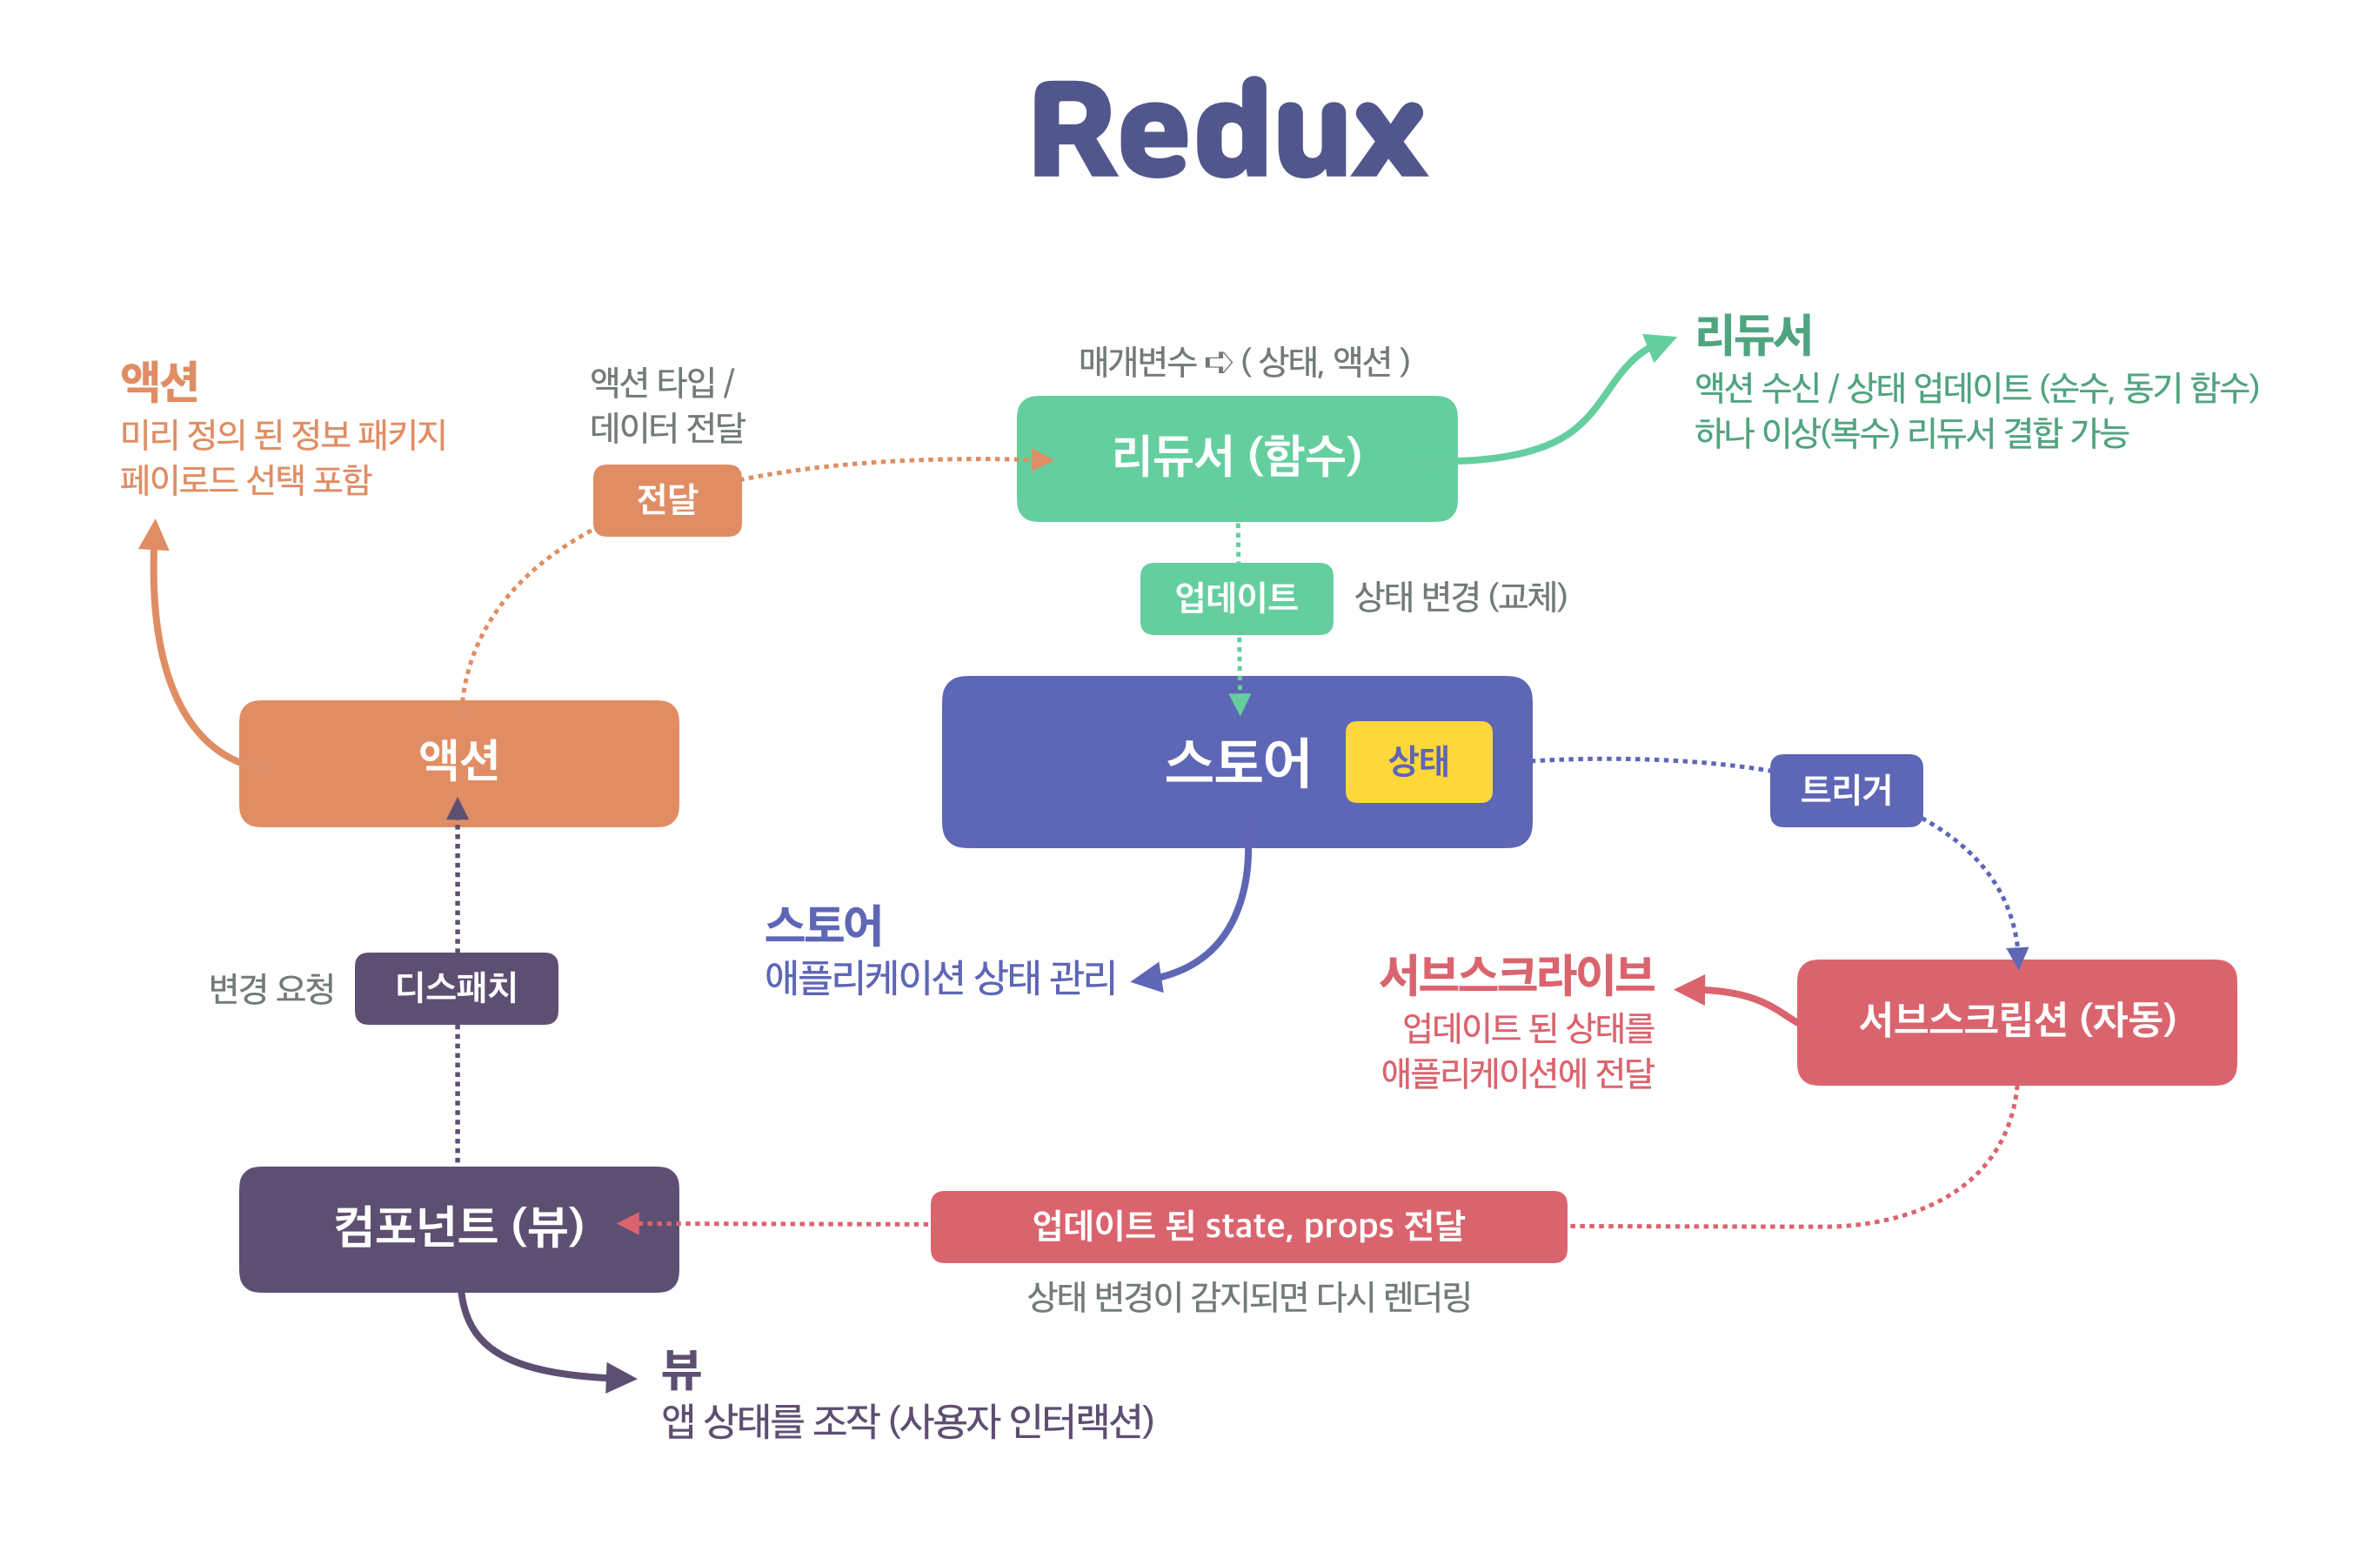 Redux
액션
미리 정의 된 정보 패키지
페이로드 선택 포함
액션 타입 /
데이터 전달
전달
매개변수 ➪ ( 상태, 액션 )
리듀서 (함수)
리듀서
액션 수신 / 상태 업데이트 (순수, 동기 함수)
하나 이상(복수) 리듀서 결합 가능
업데이트
상태 변경 (교체)
액션
스토어
상태
트리거
스토어
애플리케이션 상태 관리
서브스크라이브
업데이트 된 상태를
애플리케이션에 전달
서브스크립션 (자동)
변경 요청
디스패치
컴포넌트 (뷰)
업데이트 된 state, props 전달
상태 변경이 감지되면 다시 렌더링
뷰
앱 상태를 조작 (사용자 인터랙션)